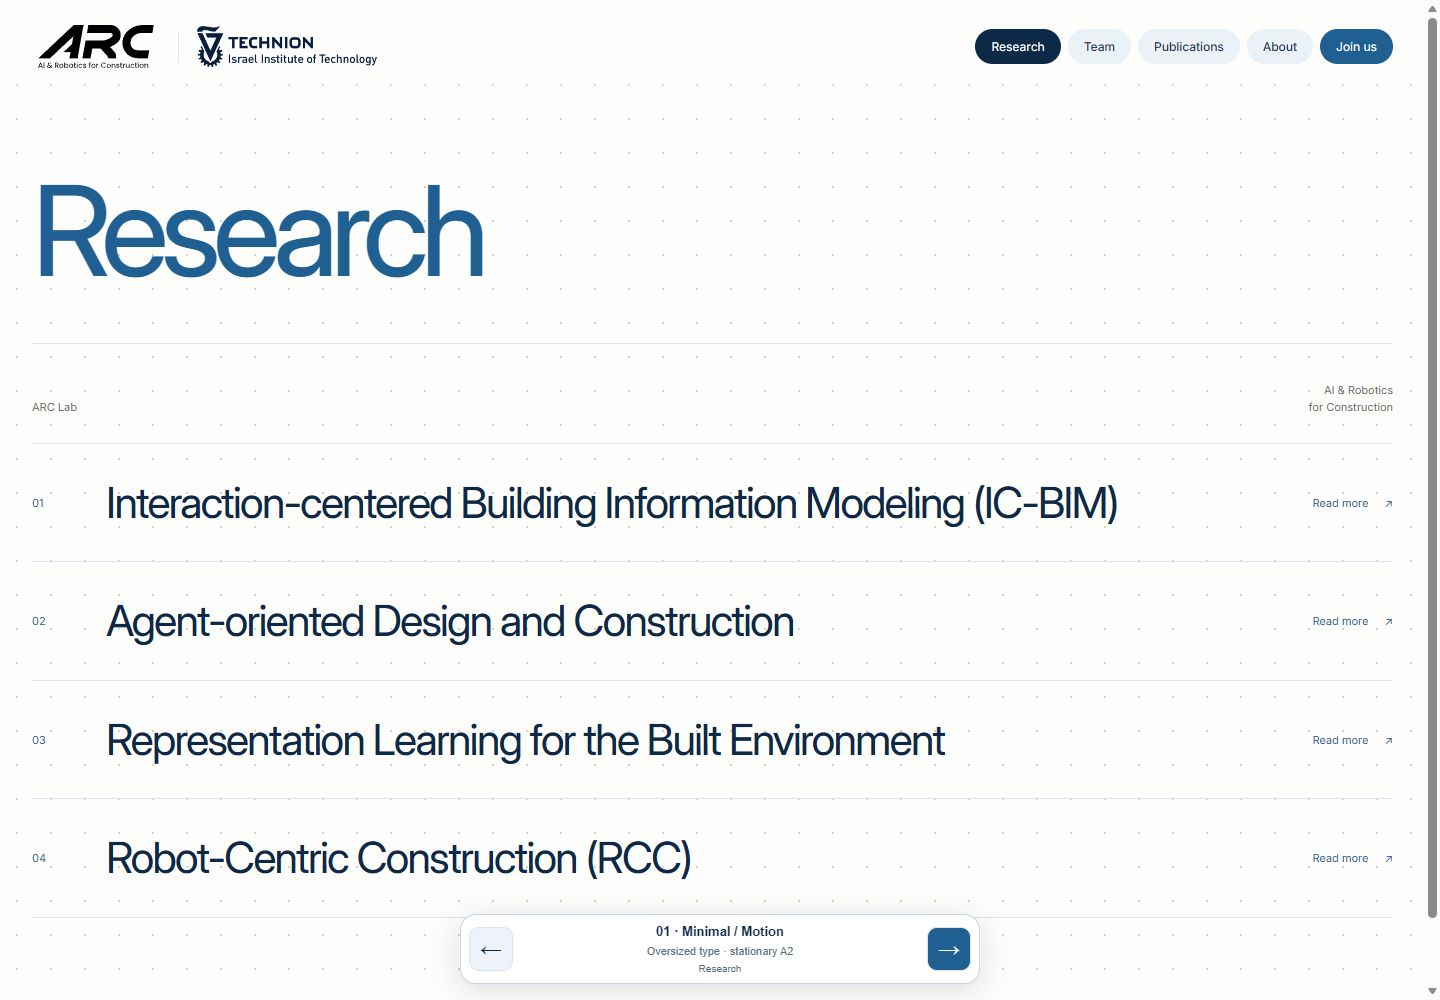 ARC
AI & Robotics for Construction
TECHNION
Israel Institute of Technology
Research
Team
Publications
About
Join us
Research
ARC Lab
AI & Robotics
for Construction
01
Interaction-centered Building Information Modeling (IC-BIM)
Read more ↗
02
Agent-oriented Design and Construction
Read more ↗
03
Representation Learning for the Built Environment
Read more ↗
04
Robot-Centric Construction (RCC)
Read more ↗
←
01 · Minimal / Motion
Oversized type · stationary A2
Research
→